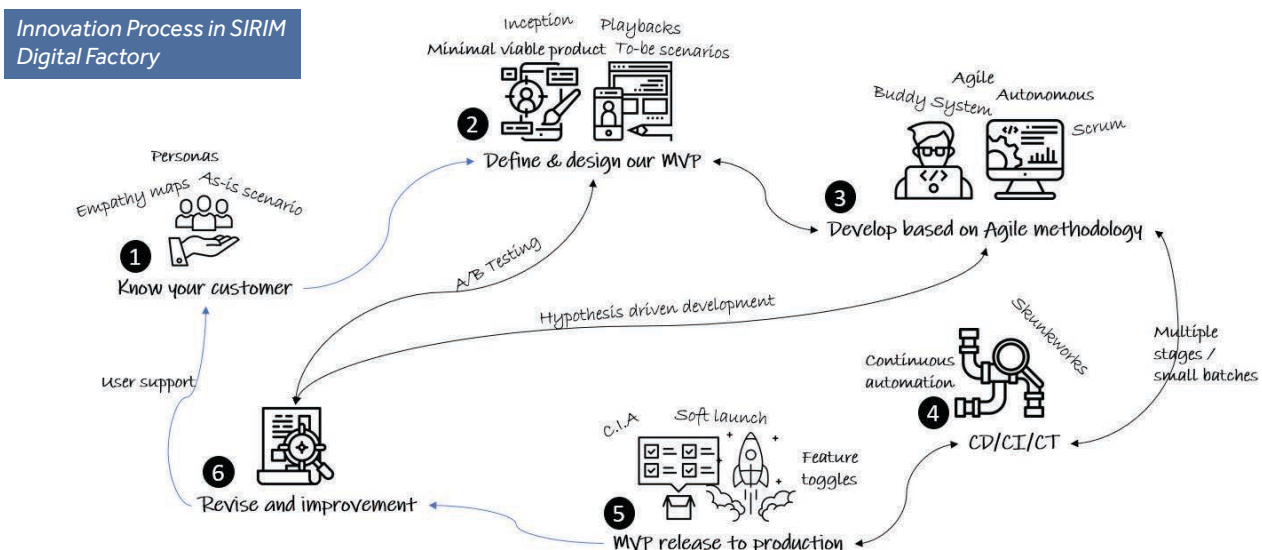 Innovation Process in SIRIM
Digital Factory
Personas
Empathy maps
As-is scenario
1
Know your customer
Inception
Playbacks
Minimal viable product
To-be scenarios
2
Define & design our MVP
Agile
Buddy System
Autonomous
Scrum
3
Develop based on Agile methodology
A/B Testing
Hypothesis driven development
Multiple
stages /
small batches
Skunkworks
Continuous
automation
4
CD/CI/CT
C.I.A
Soft launch
Feature
toggles
5
MVP release to production
User support
6
Revise and improvement